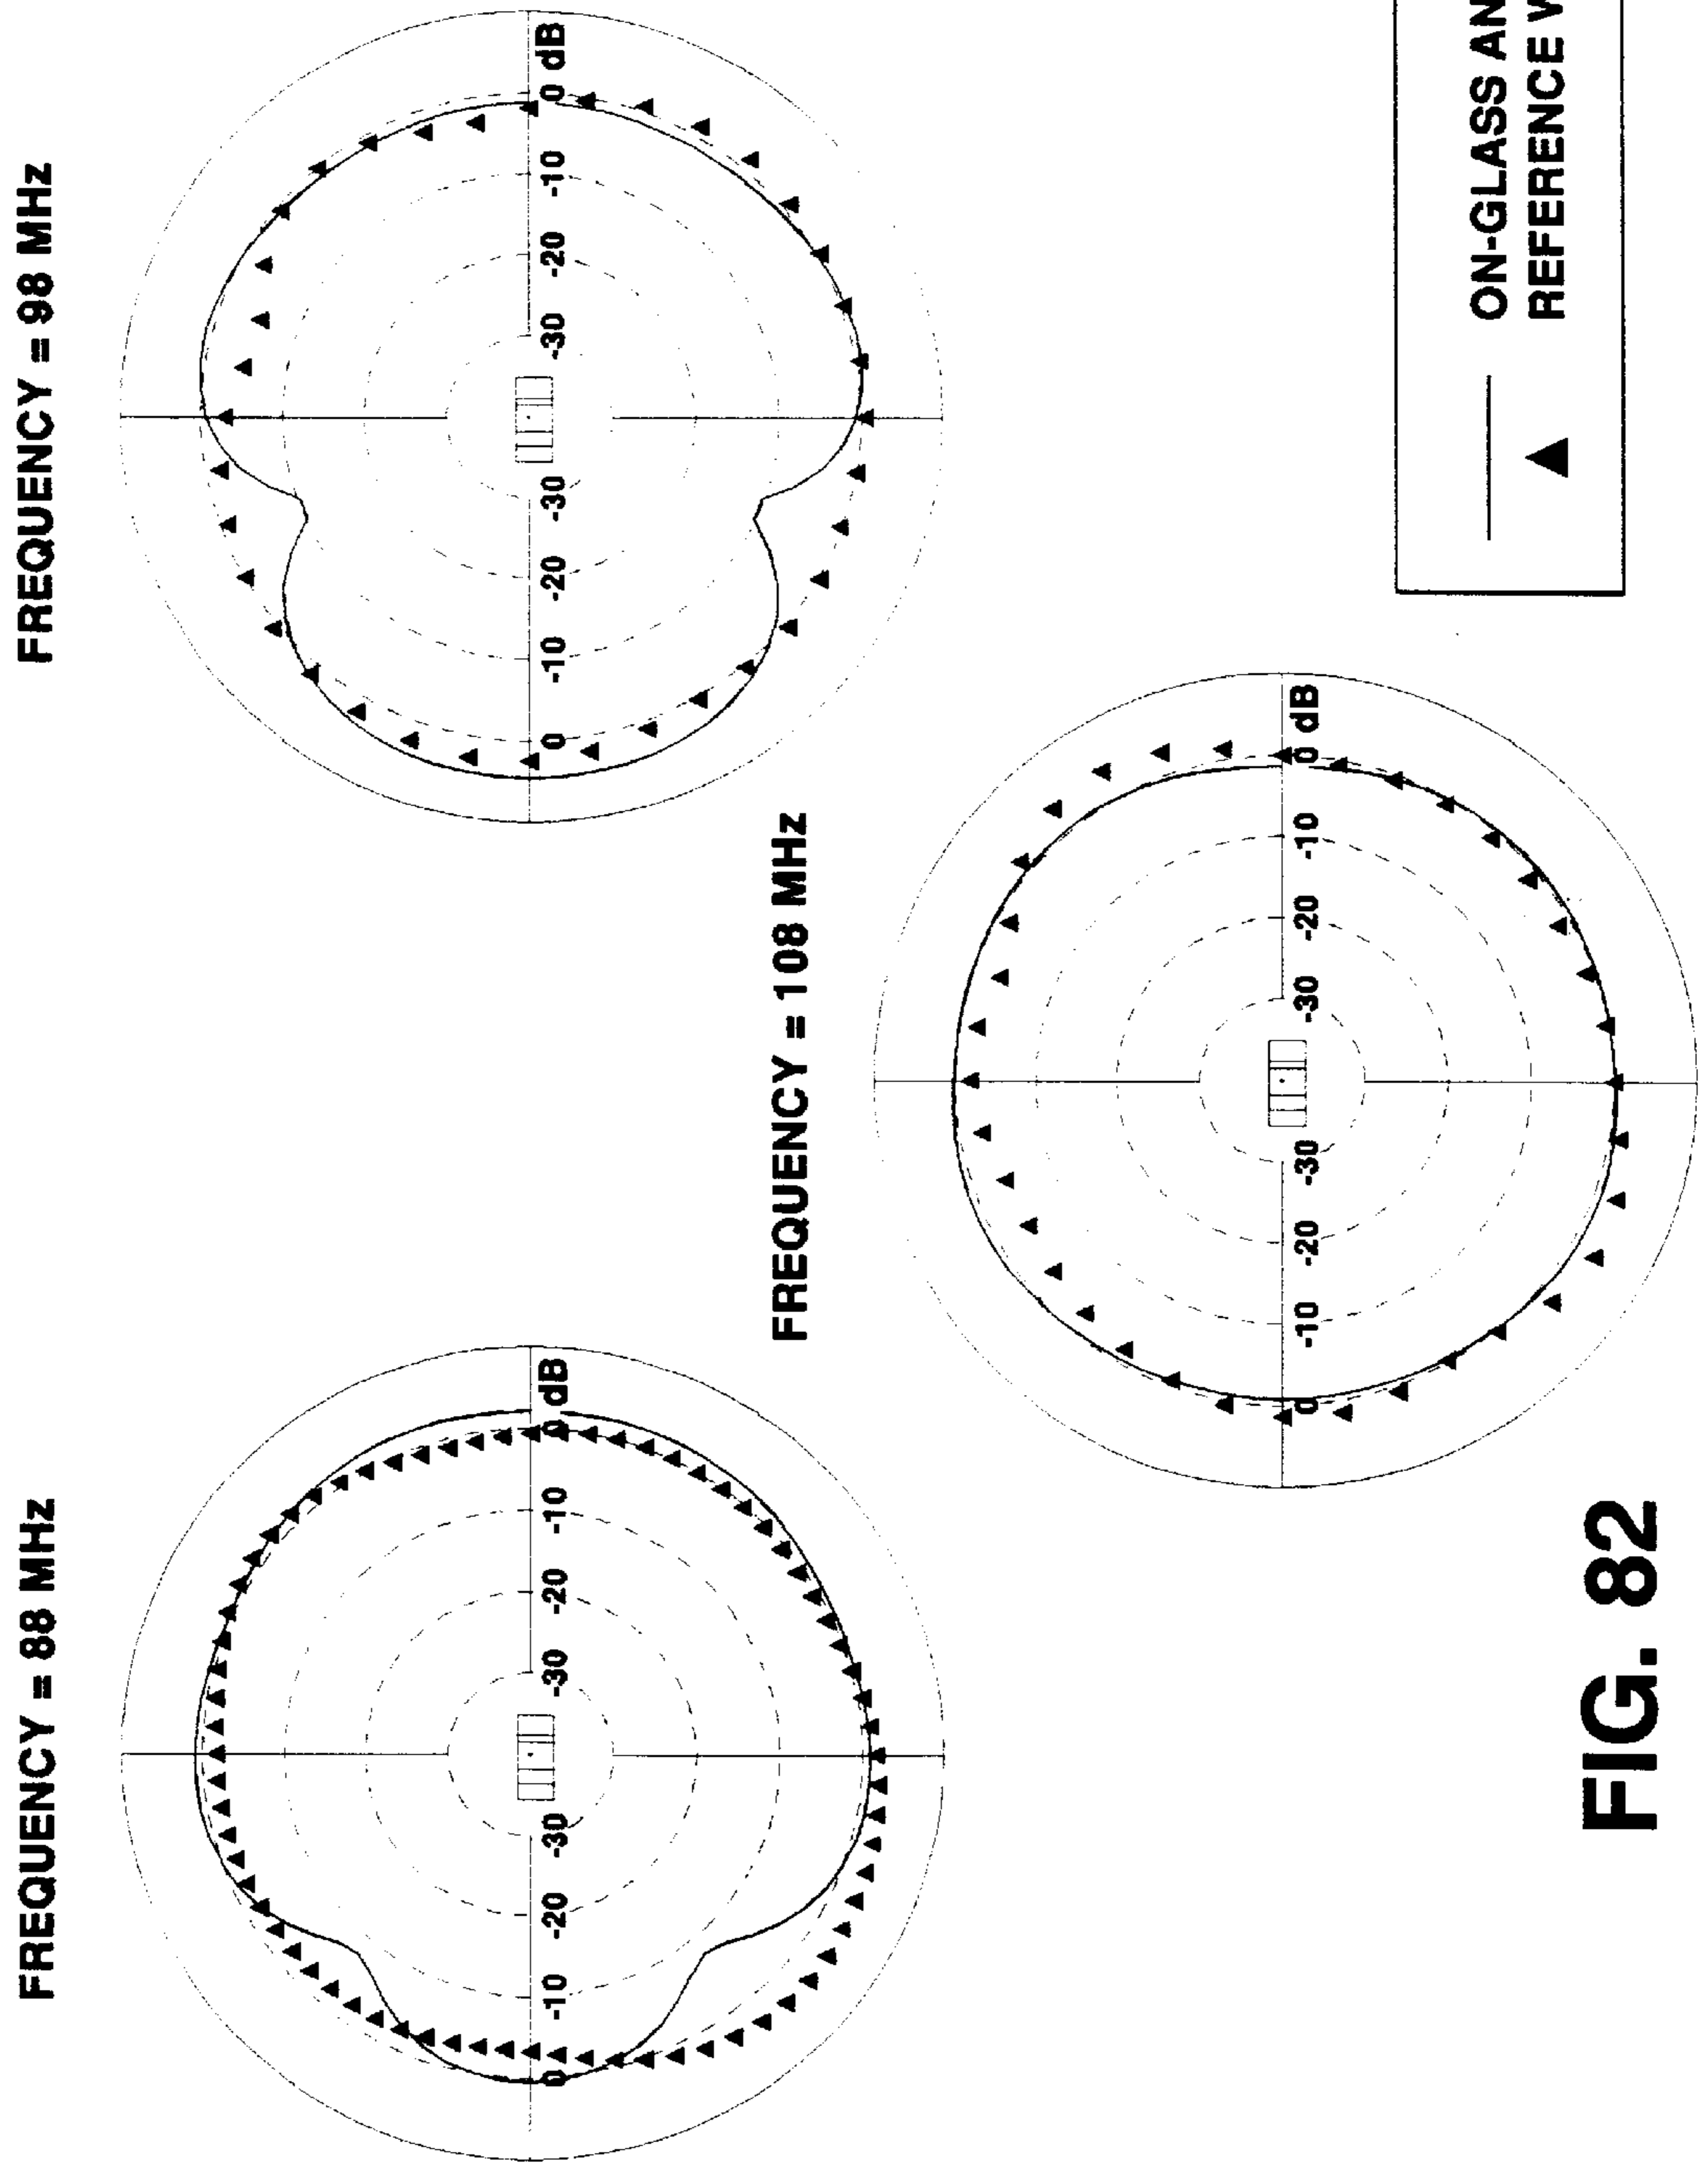 FREQUENCY = 88 MHz
0 -10 -20 -30 -30 -20 -10 0 dB
FREQUENCY = 98 MHz
0 -10 -20 -30 -30 -20 -10 0 dB
FREQUENCY = 108 MHz
0 -10 -20 -30 -30 -20 -10 0 dB
ON-GLASS AN
REFERENCE W
FIG. 82